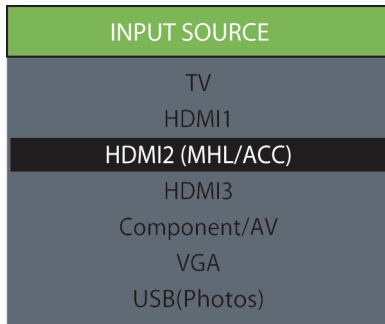 INPUT SOURCE
TV
HDMI1
HDMI2 (MHL/ACC)
HDMI3
Component/AV
VGA
USB(Photos)